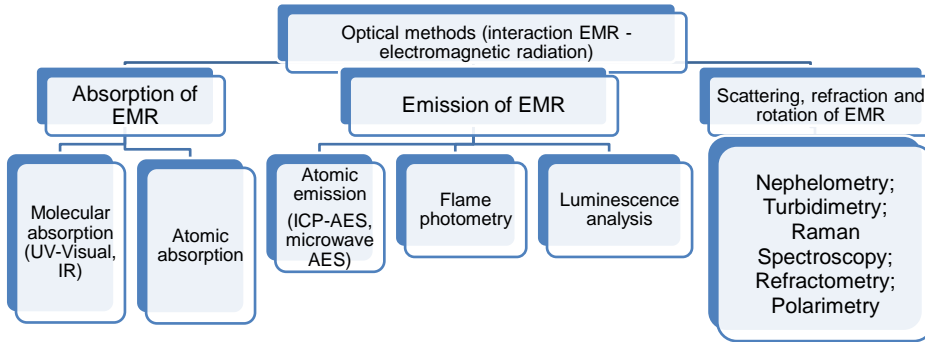 Optical methods (interaction EMR -
electromagnetic radiation)
Absorption of
EMR
Emission of EMR
Scattering, refraction and
rotation of EMR
Molecular
absorption
(UV-Visual,
IR)
Atomic
absorption
Atomic
emission
(ICP-AES,
microwave
AES)
Flame
photometry
Luminescence
analysis
Nephelometry;
Turbidimetry;
Raman
Spectroscopy;
Refractometry;
Polarimetry